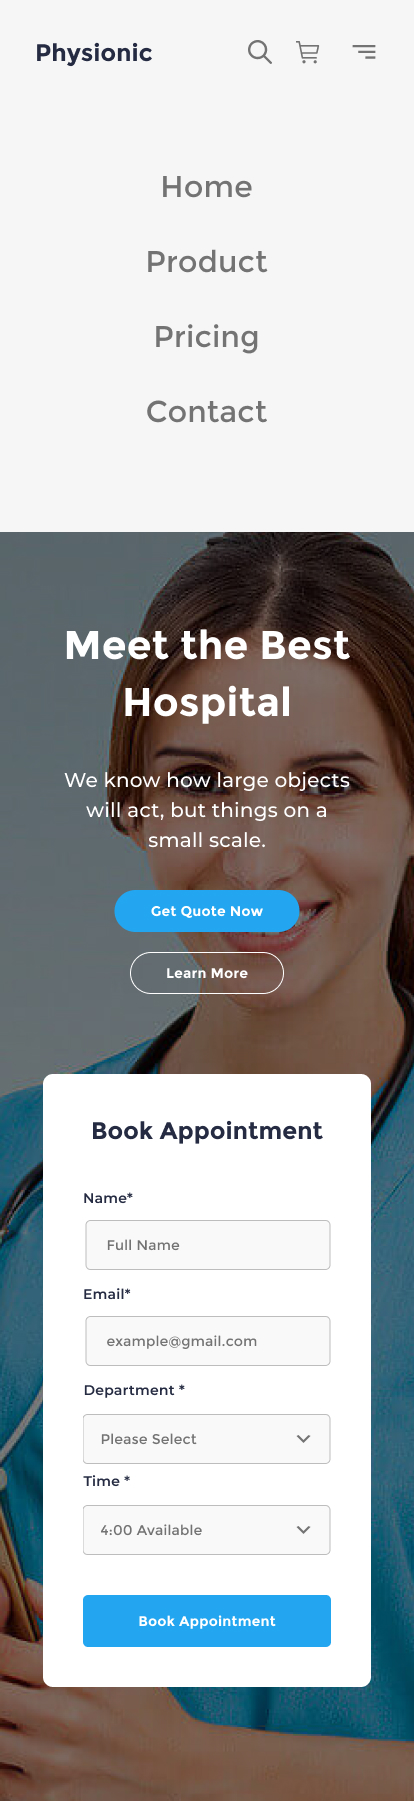 Physionic
Home
Product
Pricing
Contact
Meet the Best
Hospital
We know how large objects
will act, but things on a
small scale.
Get Quote Now
Learn More
Book Appointment
Name*
Full Name
Email*
example@gmail.com
Department *
Please Select
Time *
4:00 Available
Book Appointment